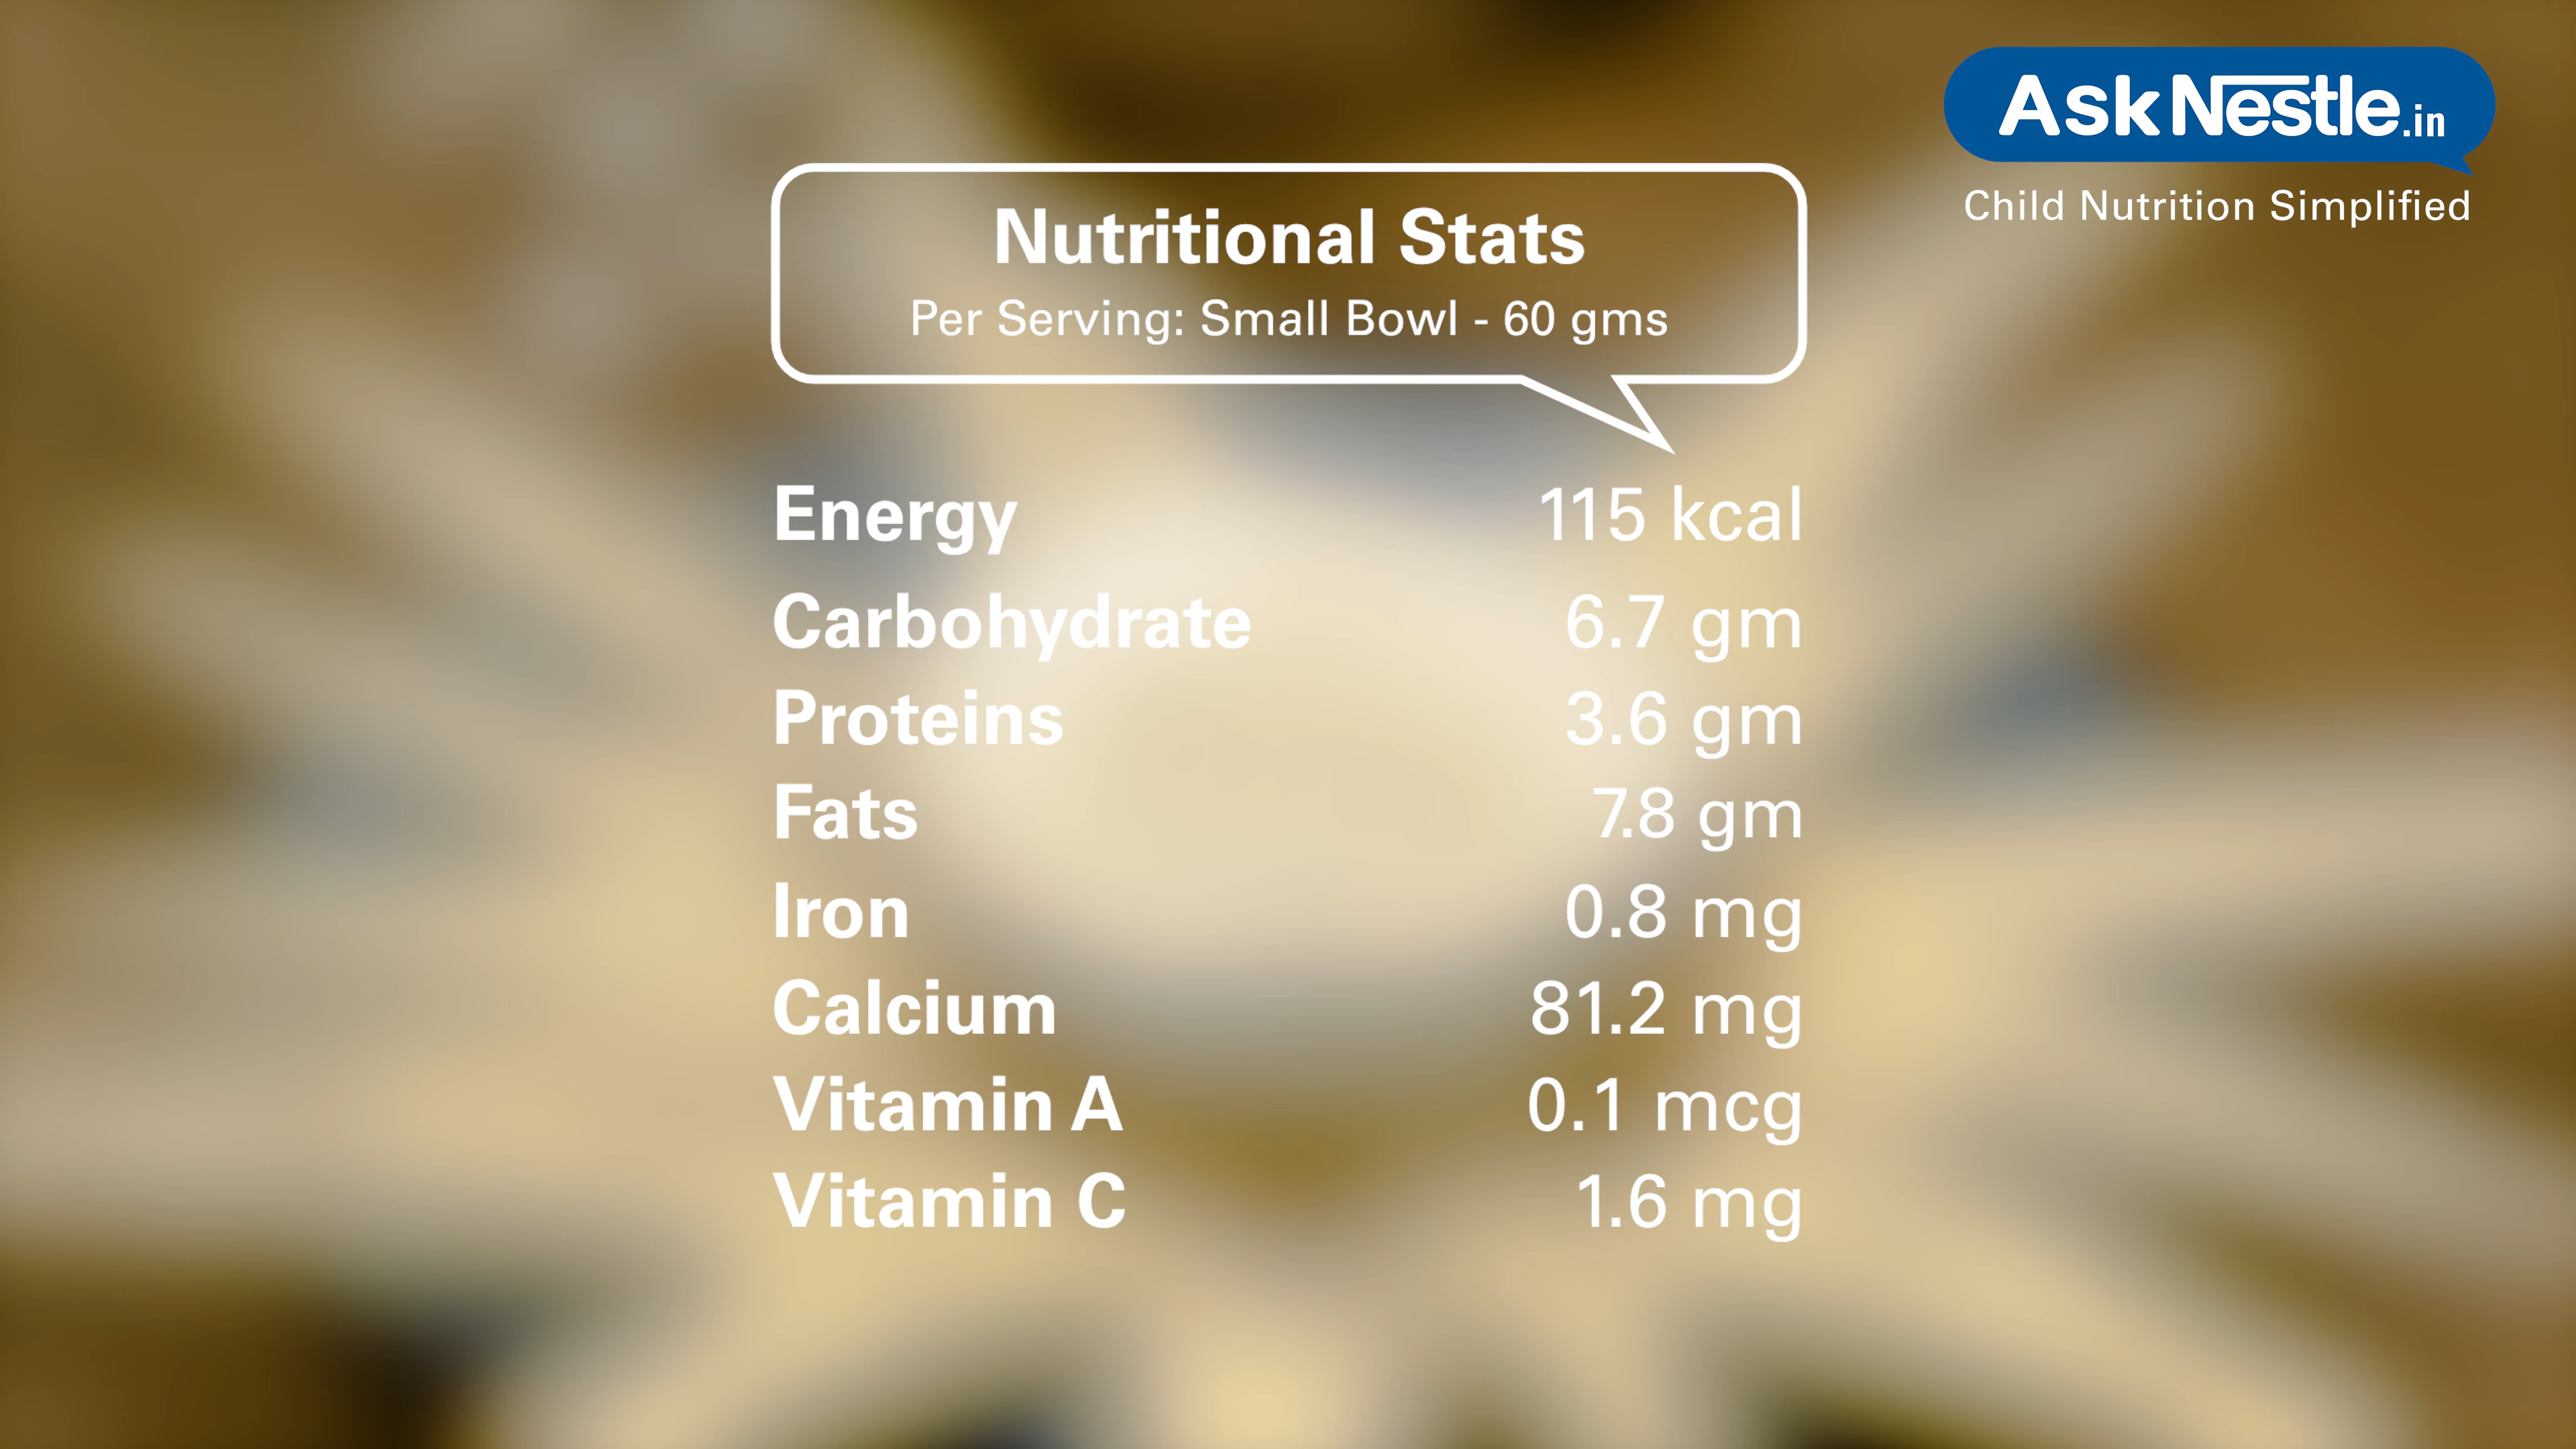 AskNestle.in
Child Nutrition Simplified
Nutritional Stats
Per Serving: Small Bowl - 60 gms
Energy 115 kcal
Carbohydrate 6.7 gm
Proteins 3.6 gm
Fats 7.8 gm
Iron 0.8 mg
Calcium 81.2 mg
Vitamin A 0.1 mcg
Vitamin C 1.6 mg